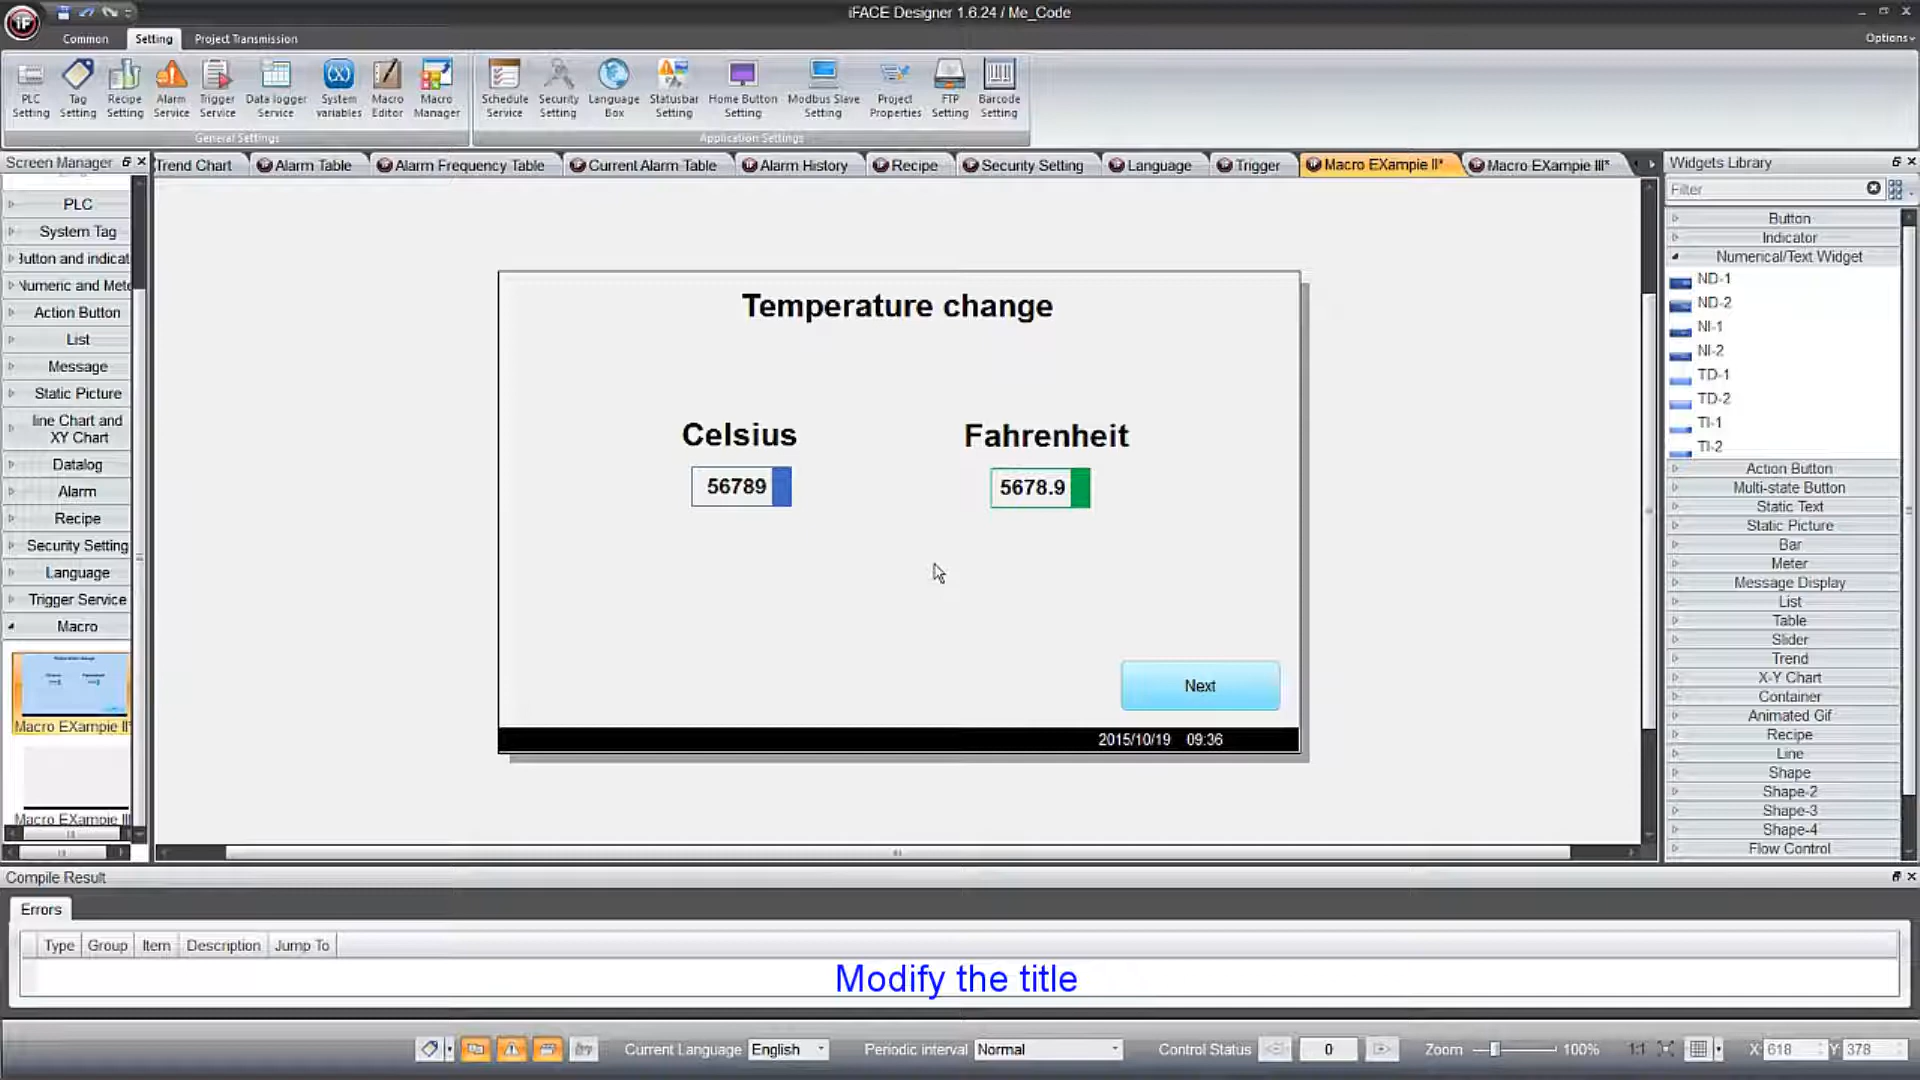 iFACE Designer 1.6.24 / Me_Code
Common Setting Project Transmission Options
PLC Setting
Tag Setting
Recipe Setting
Alarm Service
Trigger Service
Data logger Service
System variables
Macro Editor
Macro Manager
General Settings
Schedule Service
Security Setting
Language Box
Statusbar Setting
Home Button Setting
Modbus Slave Setting
Project Properties
FTP Setting
Barcode Setting
Application Settings
Screen Manager
Trend Chart Alarm Table Alarm Frequency Table Current Alarm Table Alarm History Recipe Security Setting Language Trigger Macro EXampie II* Macro EXampie III*
PLC
System Tag
Button and indicat
Numeric and Mete
Action Button
List
Message
Static Picture
line Chart and
XY Chart
Datalog
Alarm
Recipe
Security Setting
Language
Trigger Service
Macro
Macro EXampie II*
Macro EXampie III
Temperature change
Celsius Fahrenheit
56789 5678.9
Next
2015/10/19 09:36
Widgets Library
Filter
Button
Indicator
Numerical/Text Widget
ND-1
ND-2
NI-1
NI-2
TD-1
TD-2
TI-1
TI-2
Action Button
Multi-state Button
Static Text
Static Picture
Bar
Meter
Message Display
List
Table
Slider
Trend
X-Y Chart
Container
Animated Gif
Recipe
Line
Shape
Shape-2
Shape-3
Shape-4
Flow Control
Compile Result
Errors
Type Group Item Description Jump To
Modify the title
Current Language English Periodic interval Normal Control Status 0 Zoom 100% 1:1 X: 618 Y: 378